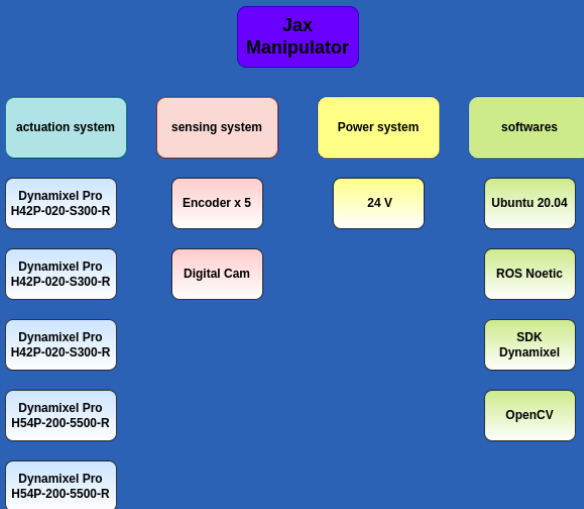 Jax
Manipulator
actuation system
sensing system
Power system
softwares
Dynamixel Pro
H42P-020-S300-R
Encoder x 5
24 V
Ubuntu 20.04
Dynamixel Pro
H42P-020-S300-R
Digital Cam
ROS Noetic
Dynamixel Pro
H42P-020-S300-R
SDK
Dynamixel
Dynamixel Pro
H54P-200-5500-R
OpenCV
Dynamixel Pro
H54P-200-5500-R